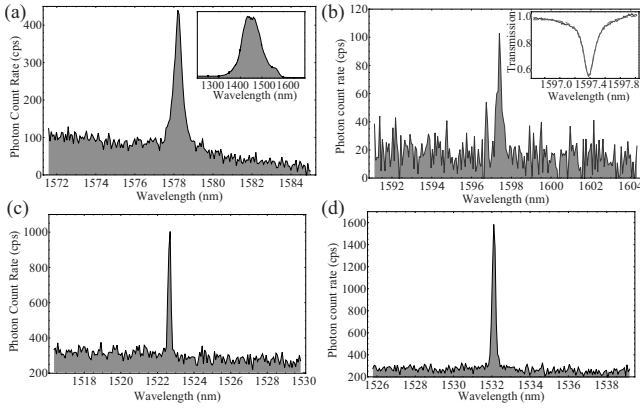 (a)
Photon Count Rate (cps)
400
300
200
100
0
1572 1574 1576 1578 1580 1582 1584
Wavelength (nm)
1300 1400 1500 1600
Wavelength (nm)
(b)
Photon count rate (cps)
120
100
80
60
40
20
0
1592 1594 1596 1598 1600 1602 1604
Wavelength (nm)
Transmission
1.0
0.8
0.6
1597.0 1597.4 1597.8
Wavelength (nm)
(c)
Photon Count Rate (cps)
1000
800
600
400
200
1518 1520 1522 1524 1526 1528 1530
Wavelength (nm)
(d)
Photon count rate (cps)
1600
1400
1200
1000
800
600
400
200
1526 1528 1530 1532 1534 1536 1538
Wavelength (nm)